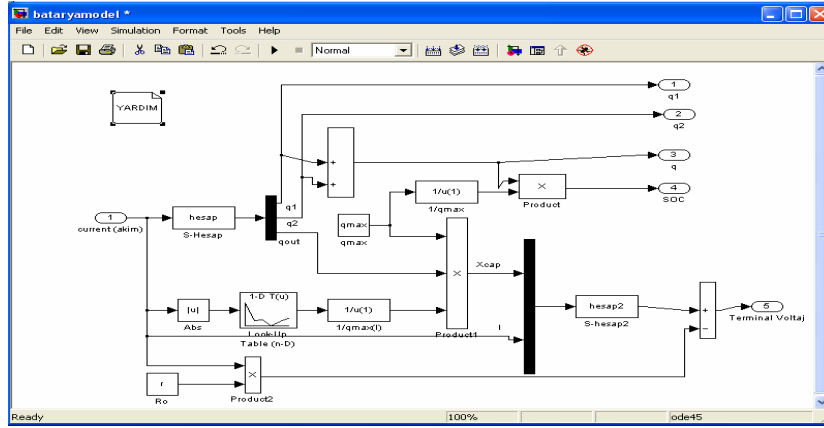 bataryamodel *
File Edit View Simulation Format Tools Help
Normal
YARDIM
1
q1
2
q2
+
+
3
q
1/u(1)
1/qmax
×
Product
4
SOC
1
current (akim)
hesap
S-Hesap
q1
q2
qout
qmax
qmax
×
Product1
Xcap
I
|u|
Abs
1-D T(u)
Look-Up
Table (n-D)
1/u(1)
1/qmax(I)
hesap2
S-hesap2
+
−
5
Terminal Voltaj
r
Ro
×
Product2
Ready 100% ode45